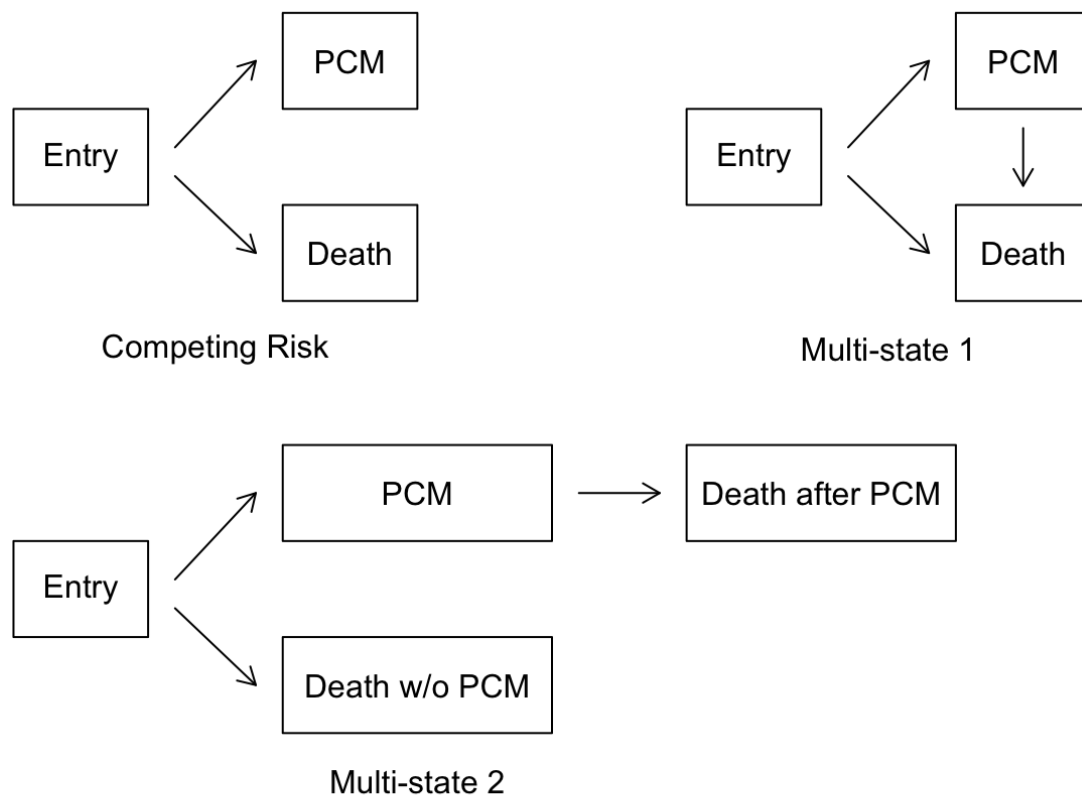 PCM
Entry
Death
Competing Risk
PCM
Entry
Death
Multi-state 1
PCM
Death after PCM
Entry
Death w/o PCM
Multi-state 2